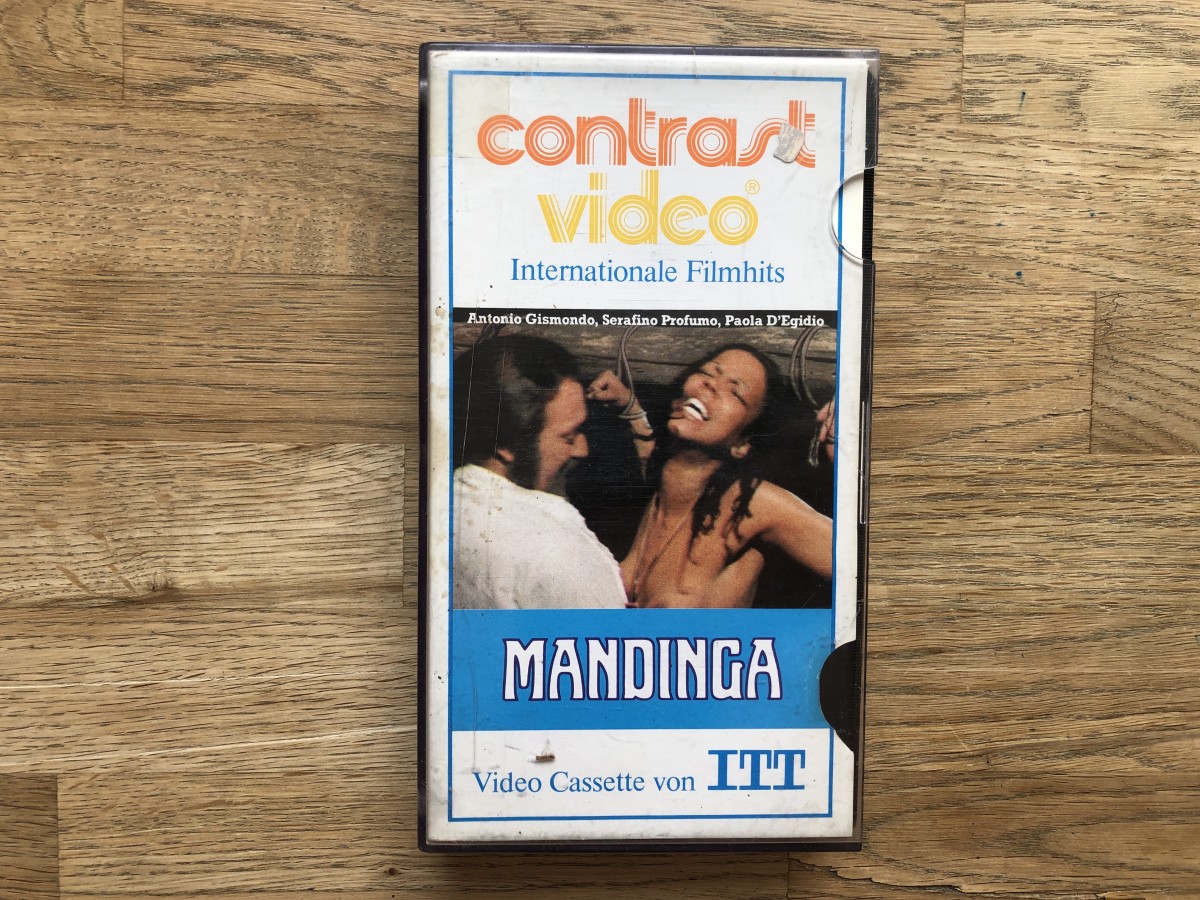 contrast
video®
Internationale Filmhits
Antonio Gismondo, Serafino Profumo, Paola D'Egidio
MANDINGA
Video Cassette von ITT